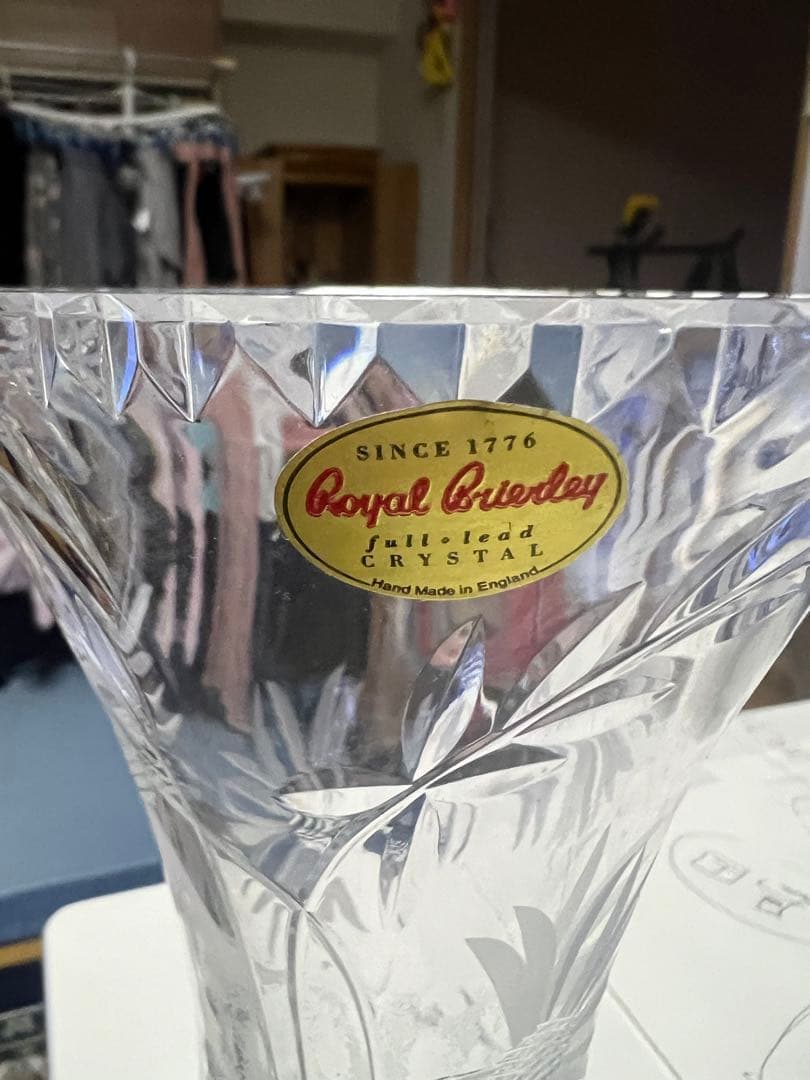 SINCE 1776
Royal Brierley
full • lead
CRYSTAL
Hand Made in England